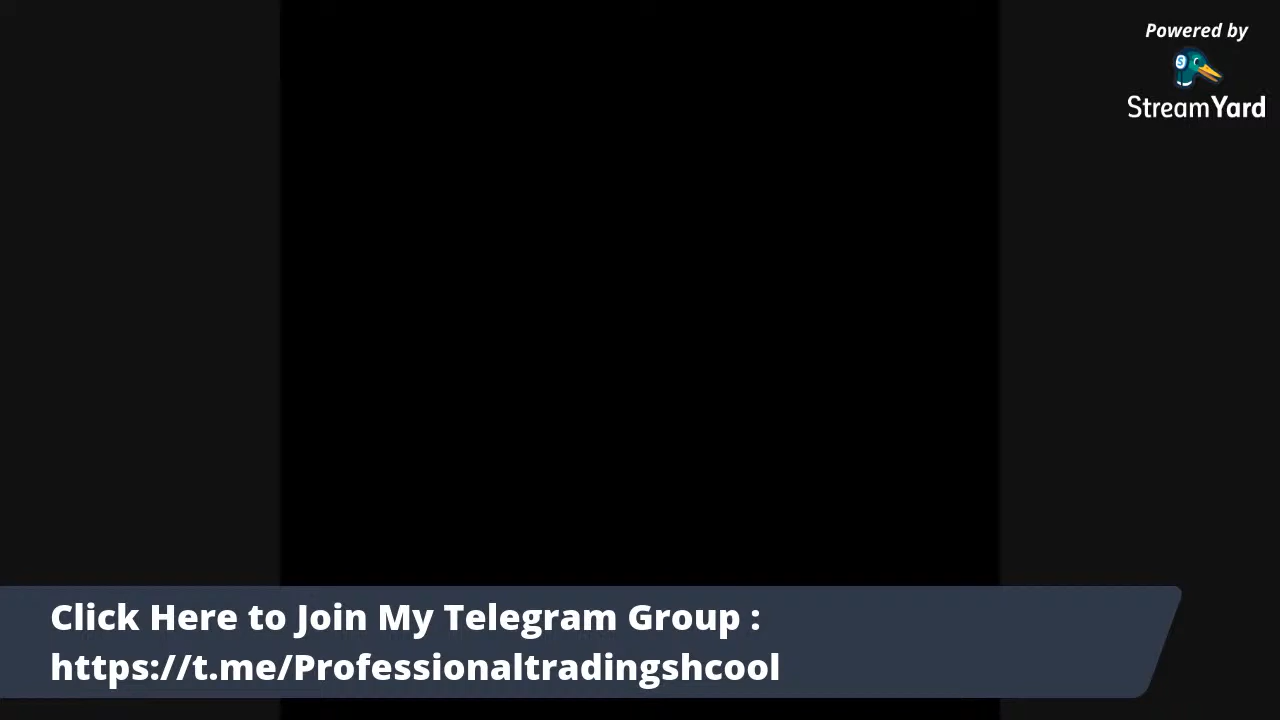 Powered by
StreamYard
Click Here to Join My Telegram Group :
https://t.me/Professionaltradingshcool